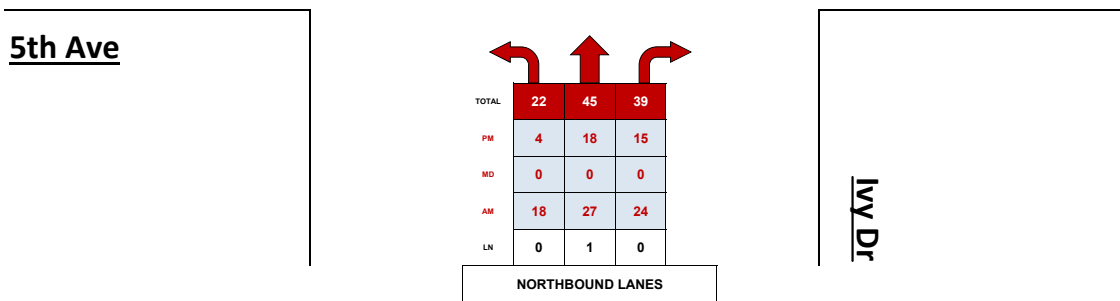 5th Ave
TOTAL 22 45 39
PM 4 18 15
MD 0 0 0
AM 18 27 24
LN 0 1 0
NORTHBOUND LANES
Ivy Dr